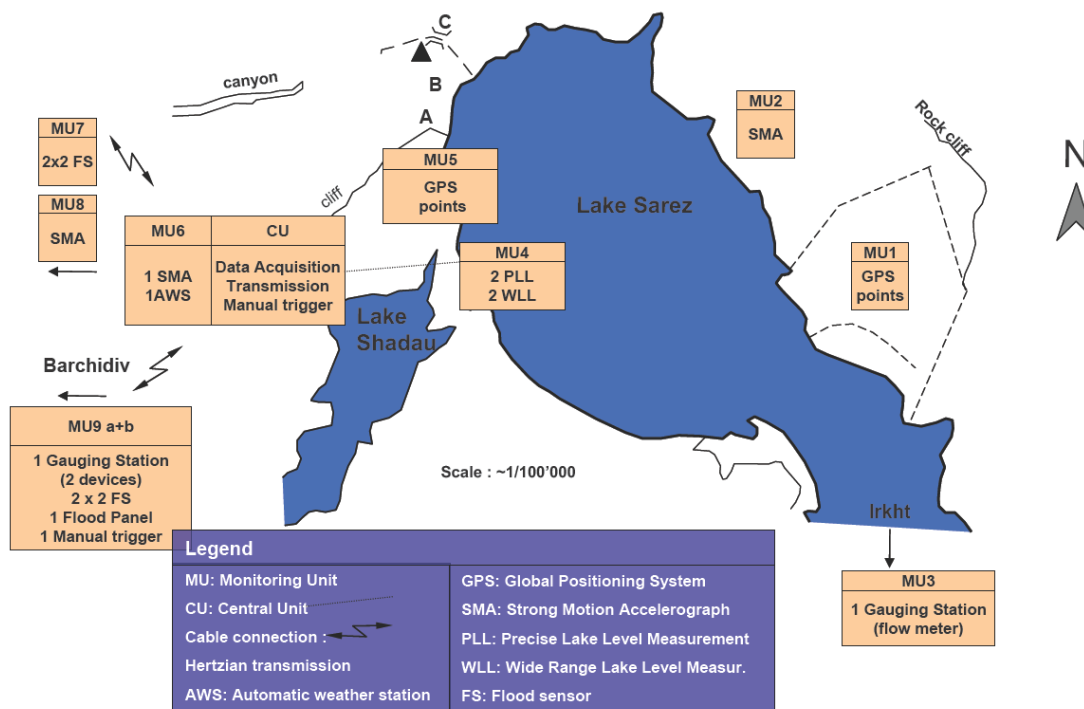 C
canyon
B
A
MU7
2x2 FS
MU8
SMA
MU2
SMA
Rock cliff
N
MU5
GPS
points
cliff
Lake Sarez
MU6
CU
1 SMA
1AWS
Data Acquisition
Transmission
Manual trigger
MU4
2 PLL
2 WLL
MU1
GPS
points
Lake
Shadau
Barchidiv
MU9 a+b
1 Gauging Station
(2 devices)
2 x 2 FS
1 Flood Panel
1 Manual trigger
Scale : ~1/100'000
Irkht
MU3
1 Gauging Station
(flow meter)
Legend
MU: Monitoring Unit
CU: Central Unit
Cable connection :
Hertzian transmission
AWS: Automatic weather station
GPS: Global Positioning System
SMA: Strong Motion Accelerograph
PLL: Precise Lake Level Measurement
WLL: Wide Range Lake Level Measur.
FS: Flood sensor